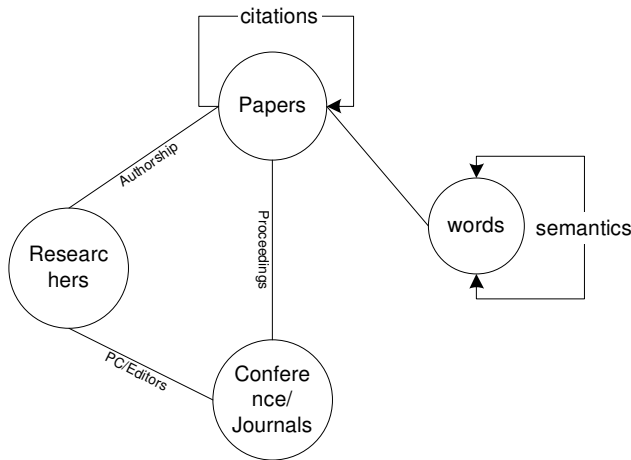 citations
Papers
Authorship
Proceedings
words
semantics
Researc
hers
PC/Editors
Confere
nce/
Journals